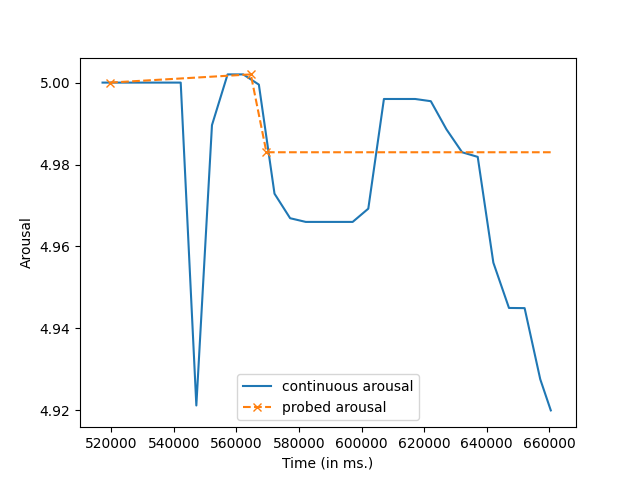 5.00
4.98
4.96
4.94
4.92
Arousal
continuous arousal
probed arousal
520000 540000 560000 580000 600000 620000 640000 660000
Time (in ms.)